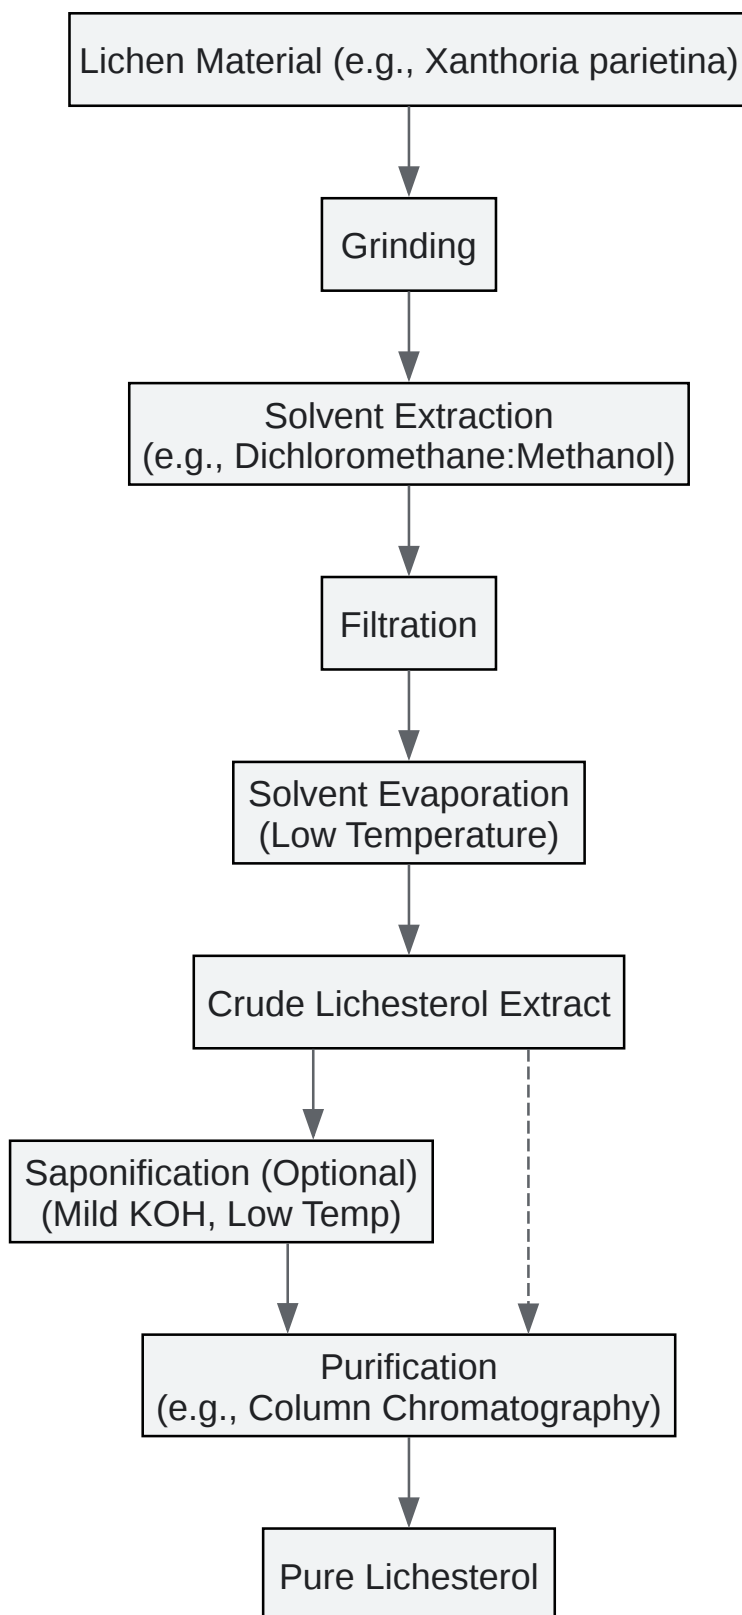 Lichen Material (e.g., Xanthoria parietina)
Grinding
Solvent Extraction
(e.g., Dichloromethane:Methanol)
Filtration
Solvent Evaporation
(Low Temperature)
Crude Lichesterol Extract
Saponification (Optional)
(Mild KOH, Low Temp)
Purification
(e.g., Column Chromatography)
Pure Lichesterol